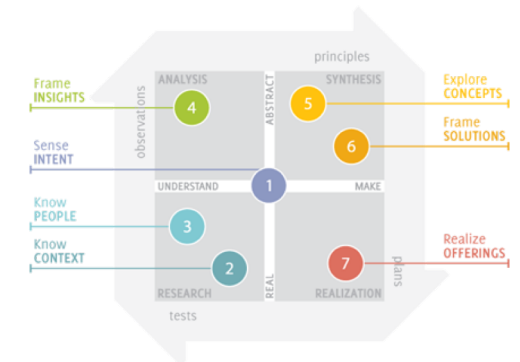 principles
ANALYSIS
SYNTHESIS
Frame
INSIGHTS
4
ABSTRACT
5
Explore
CONCEPTS
observations
6
Frame
SOLUTIONS
Sense
INTENT
1
UNDERSTAND
MAKE
Know
PEOPLE
3
Know
CONTEXT
2
REAL
7
Realize
OFFERINGS
plans
RESEARCH
REALIZATION
tests